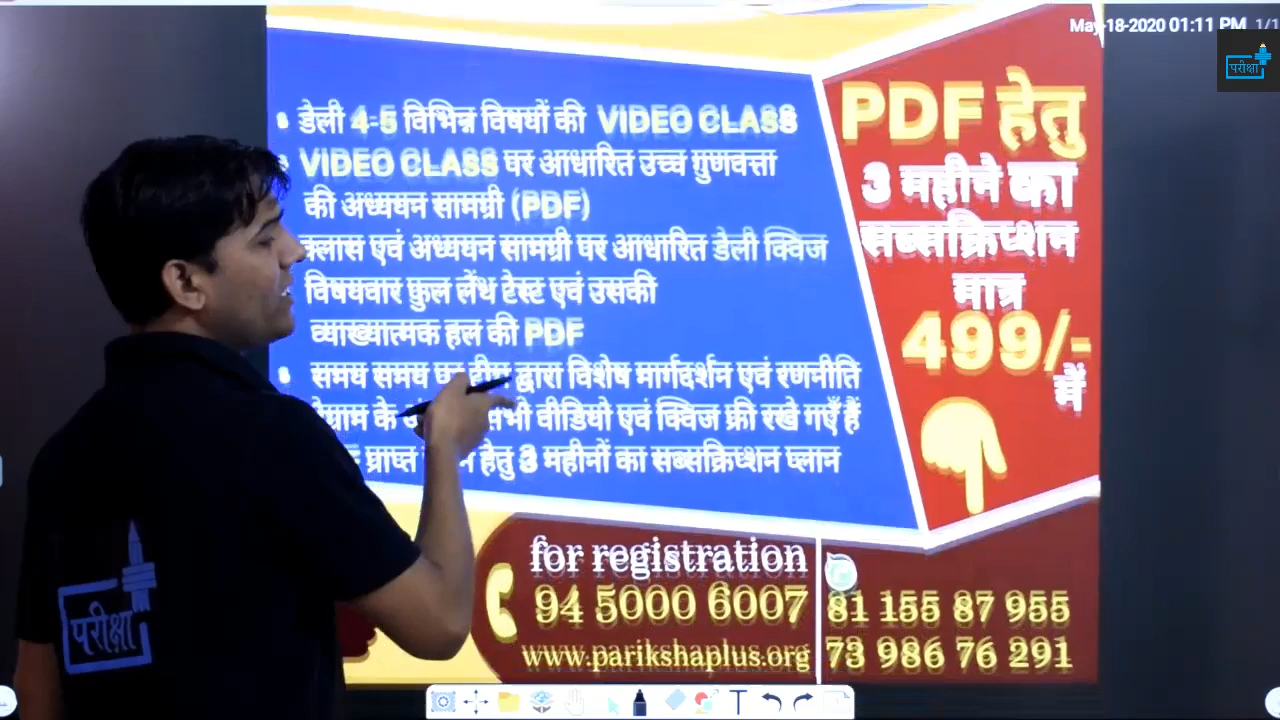 May-18-2020 01:11 PM 1/1
परीक्षा
डेली 4-5 विभिन्न विषयों की VIDEO CLASS
VIDEO CLASS पर आधारित उच्च गुणवत्ता
की अध्ययन सामग्री (PDF)
क्लास एवं अध्ययन सामग्री पर आधारित डेली क्विज
विषयवार फ़ुल लेंथ टेस्ट एवं उसकी
व्याख्यात्मक हल की PDF
समय समय पर टीम द्वारा विशेष मार्गदर्शन एवं रणनीति
के सभी वीडियो एवं क्विज फ्री रखे गएँ हैं
प्राप्त हेतु 3 महीनों का सब्सक्रिप्शन प्लान
PDF हेतु
3 महीने का
सब्सक्रिप्शन
मात्र
499/-
में
for registration
94 5000 6007
www.parikshaplus.org
81 155 87 955
73 986 76 291
परीक्षा
T